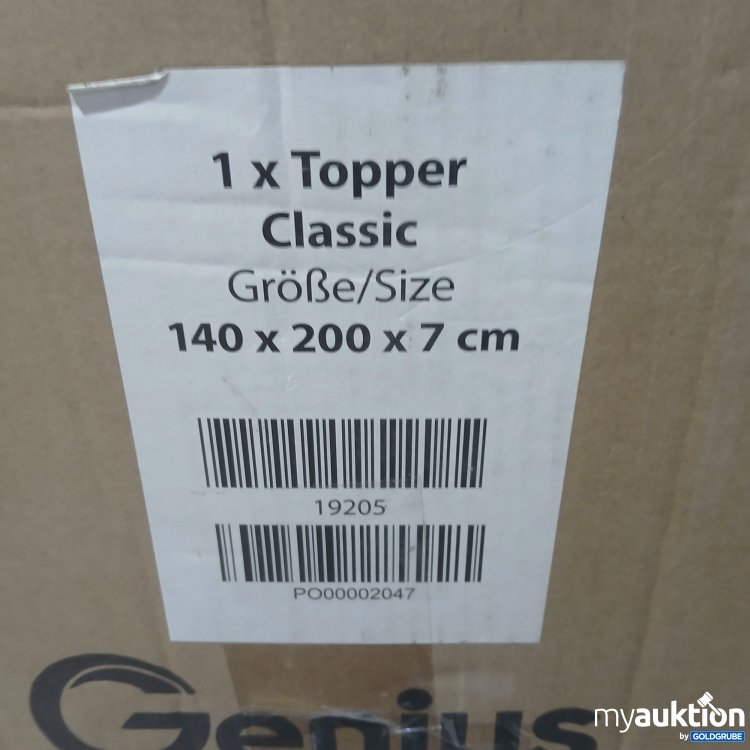 1 x Topper
Classic
Größe/Size
140 x 200 x 7 cm
19205
PO00002047
Genius
myauktion
by GOLDGRUBE